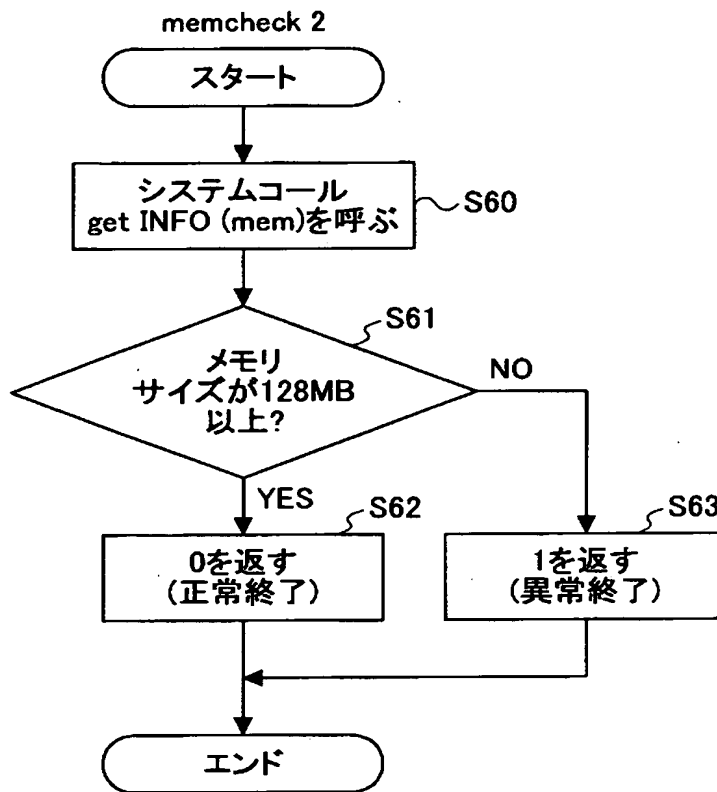 memcheck 2
スタート
システムコール
get INFO (mem)を呼ぶ
S60
S61
メモリ
サイズが128MB
以上?
NO
YES
S62
0を返す
(正常終了)
S63
1を返す
(異常終了)
エンド